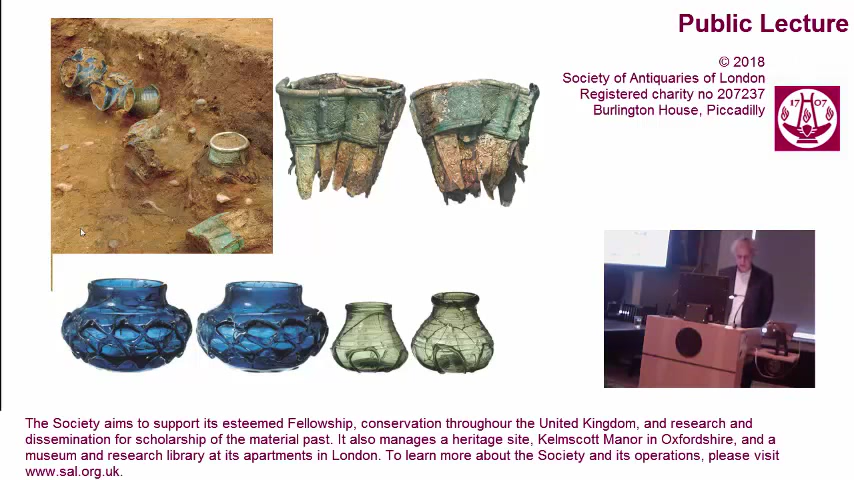 Public Lecture
© 2018
Society of Antiquaries of London
Registered charity no 207237
Burlington House, Piccadilly
17 07
The Society aims to support its esteemed Fellowship, conservation throughour the United Kingdom, and research and
dissemination for scholarship of the material past. It also manages a heritage site, Kelmscott Manor in Oxfordshire, and a
museum and research library at its apartments in London. To learn more about the Society and its operations, please visit
www.sal.org.uk.